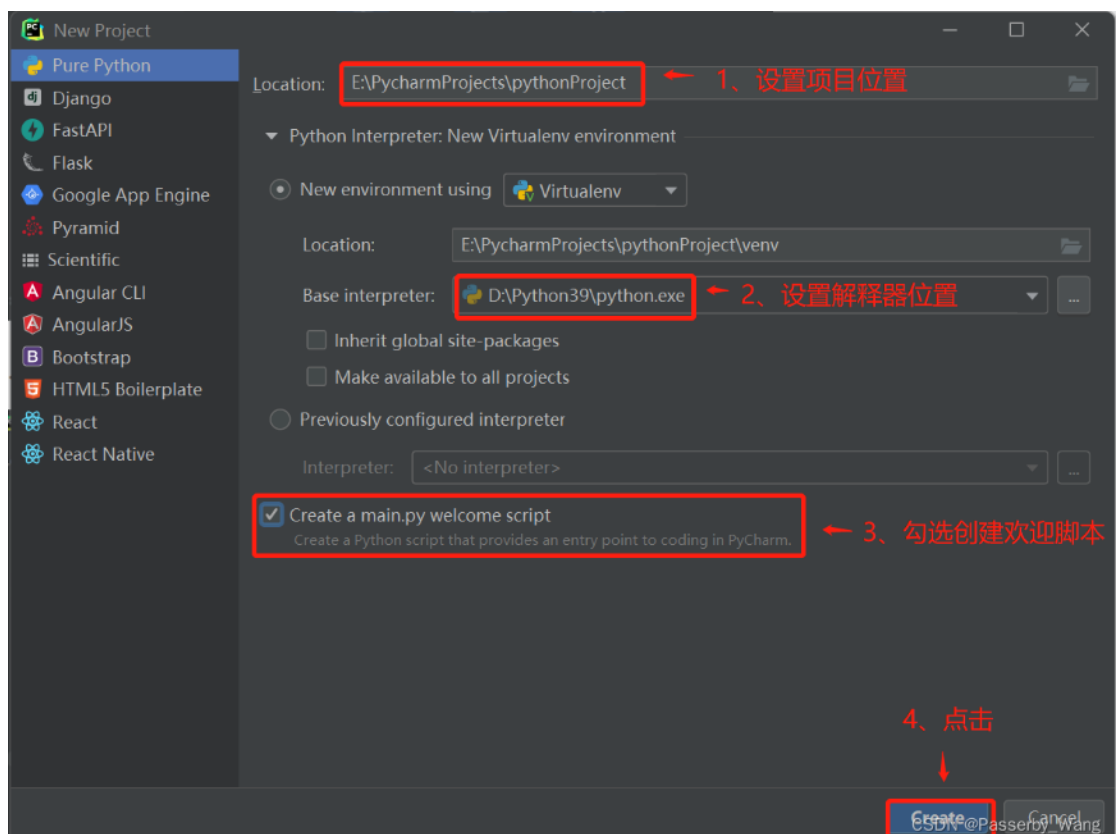 New Project
Pure Python
Django
FastAPI
Flask
Google App Engine
Pyramid
Scientific
Angular CLI
AngularJS
Bootstrap
HTML5 Boilerplate
React
React Native
Location: E:\PycharmProjects\pythonProject 1、设置项目位置
Python Interpreter: New Virtualenv environment
New environment using Virtualenv
Location: E:\PycharmProjects\pythonProject\venv
Base interpreter: D:\Python39\python.exe 2、设置解释器位置
Inherit global site-packages
Make available to all projects
Previously configured interpreter
Interpreter: <No interpreter>
Create a main.py welcome script
Create a Python script that provides an entry point to coding in PyCharm.
3、勾选创建欢迎脚本
4、点击
Create Cancel
CSDN @Passerby_Wang